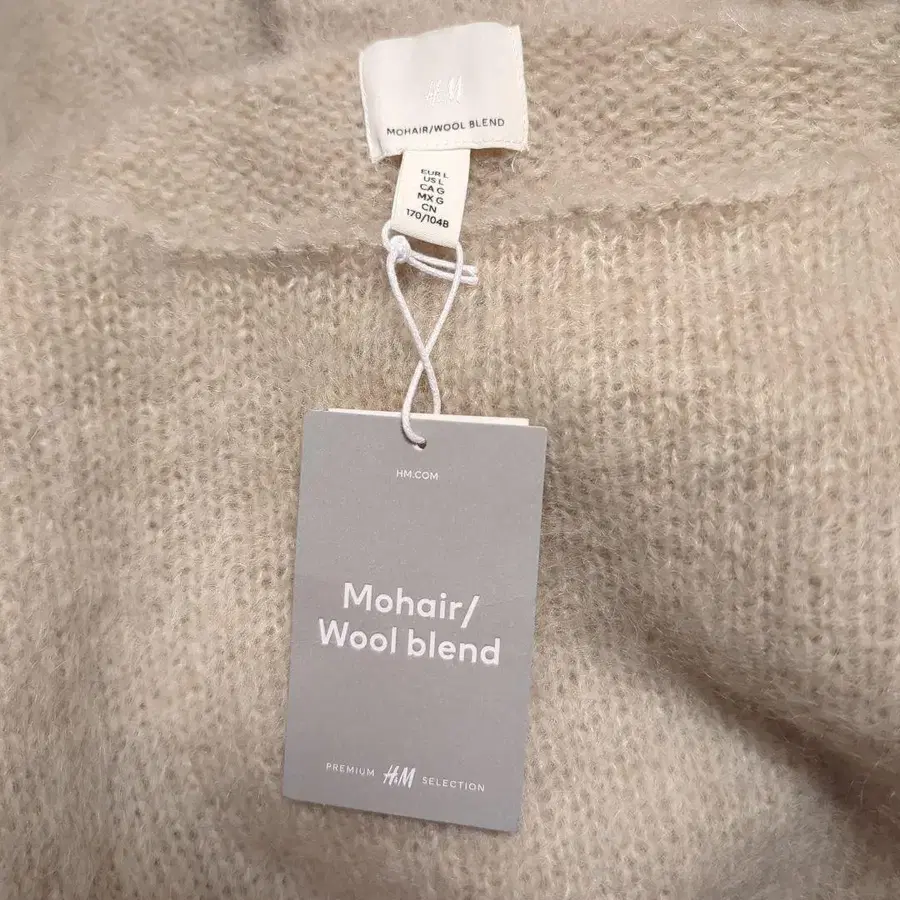 H&M
MOHAIR/WOOL BLEND
EUR L
US L
CA G
MX G
CN
170/104B
HM.COM
Mohair/
Wool blend
PREMIUM H&M SELECTION